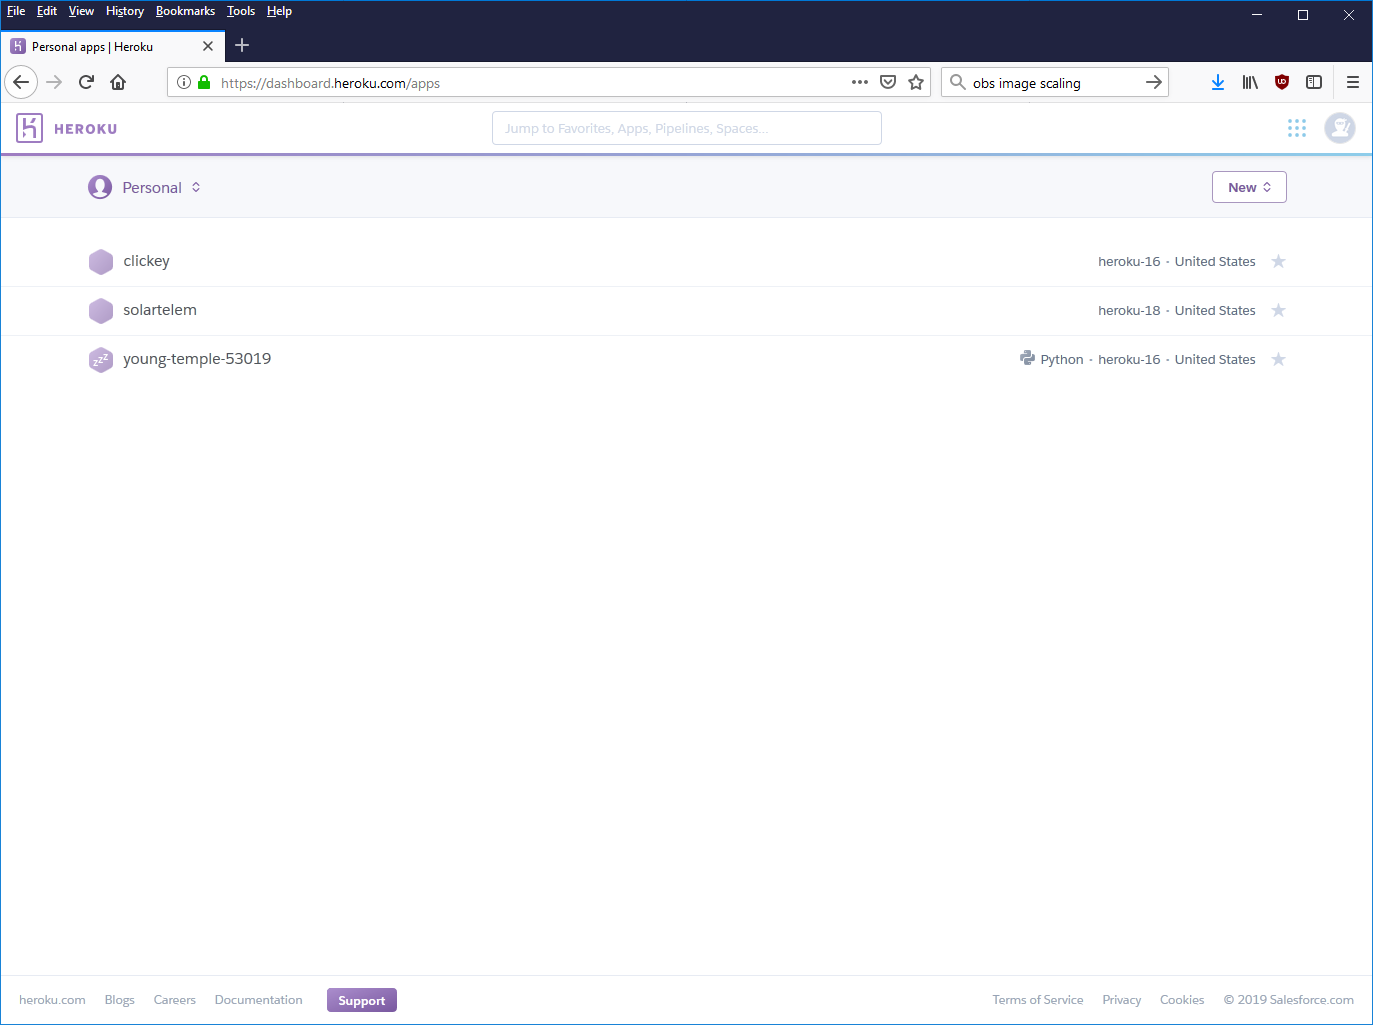 File Edit View History Bookmarks Tools Help
Personal apps | Heroku
https://dashboard.heroku.com/apps
obs image scaling
HEROKU
Jump to Favorites, Apps, Pipelines, Spaces...
Personal
New
clickey heroku-16 · United States
solartelem heroku-18 · United States
zzz young-temple-53019 Python · heroku-16 · United States
heroku.com Blogs Careers Documentation Support Terms of Service Privacy Cookies © 2019 Salesforce.com